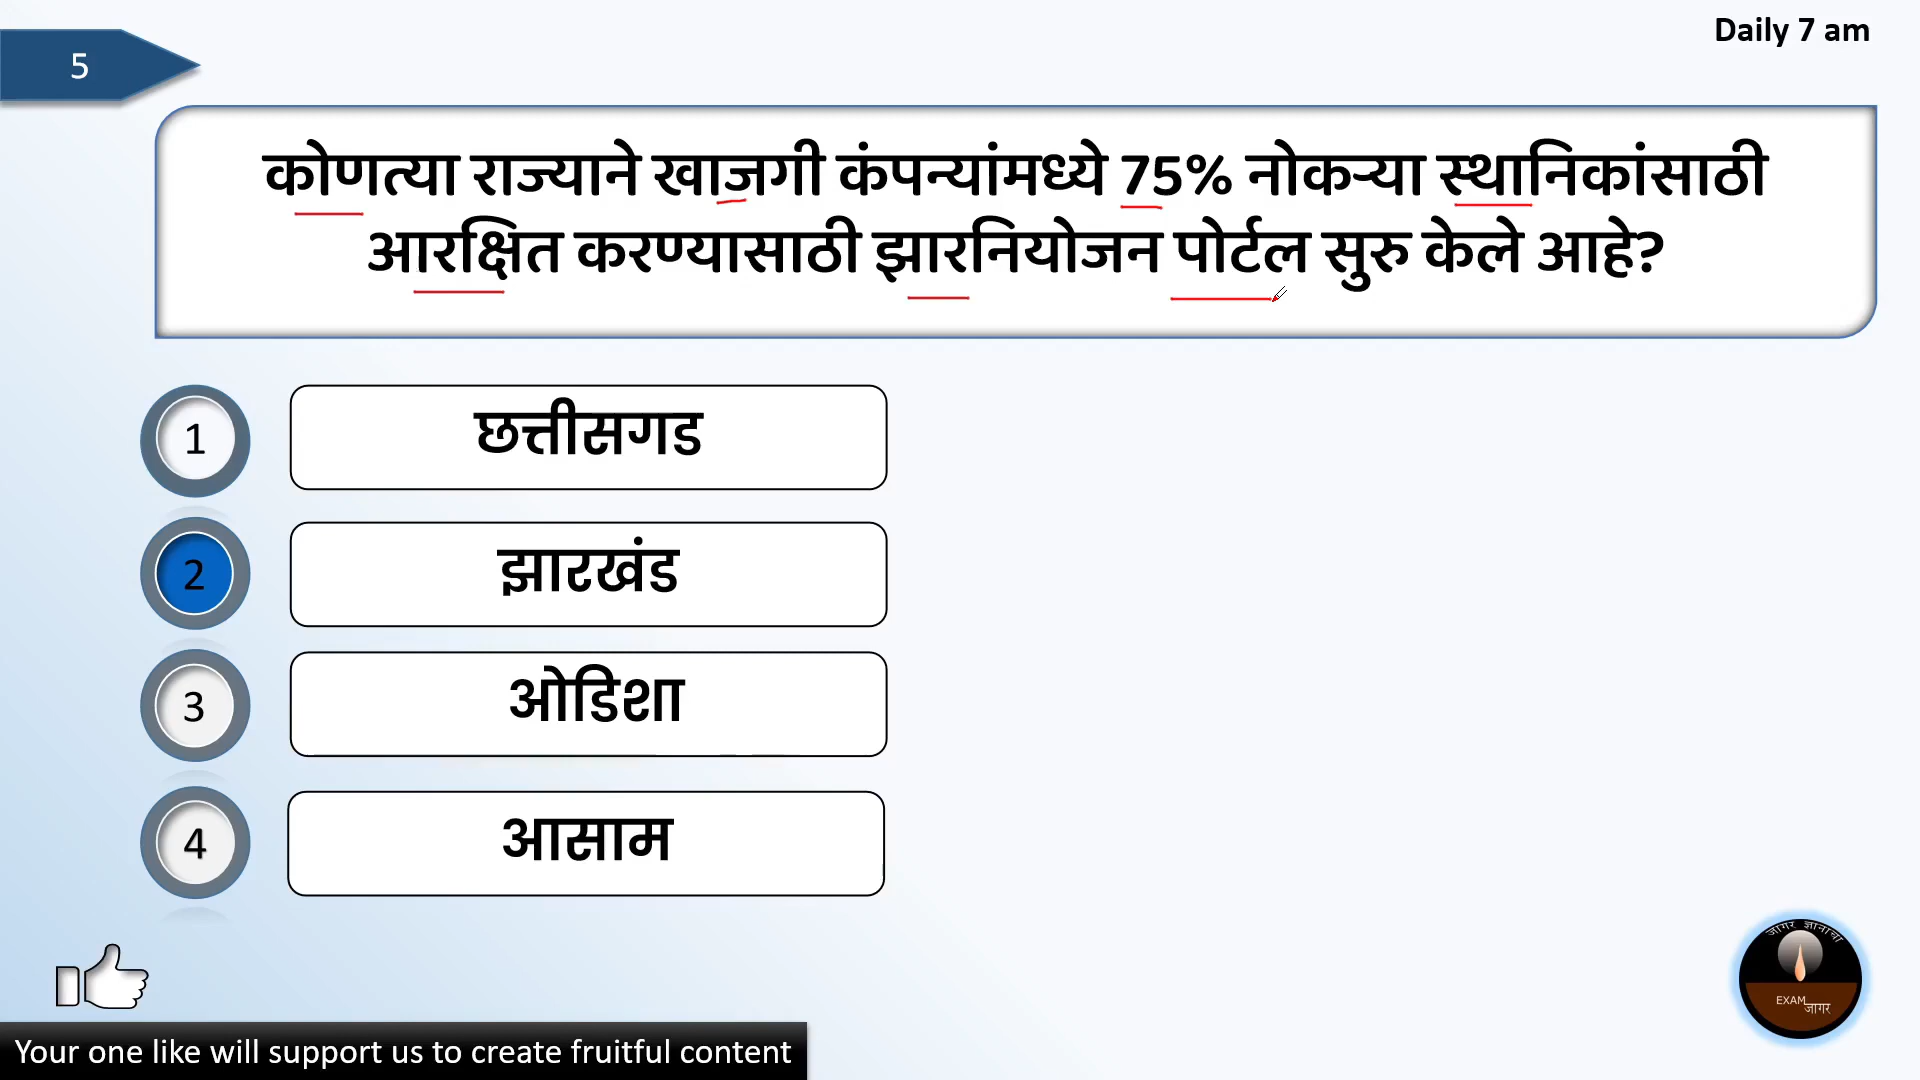 Daily 7 am
5
कोणत्या राज्याने खाजगी कंपन्यांमध्ये 75% नोकऱ्या स्थानिकांसाठी
आरक्षित करण्यासाठी झारनियोजन पोर्टल सुरु केले आहे?
1
छत्तीसगड
2
झारखंड
3
ओडिशा
4
आसाम
जागर ज्ञानाचा
EXAM
जागर
Your one like will support us to create fruitful content